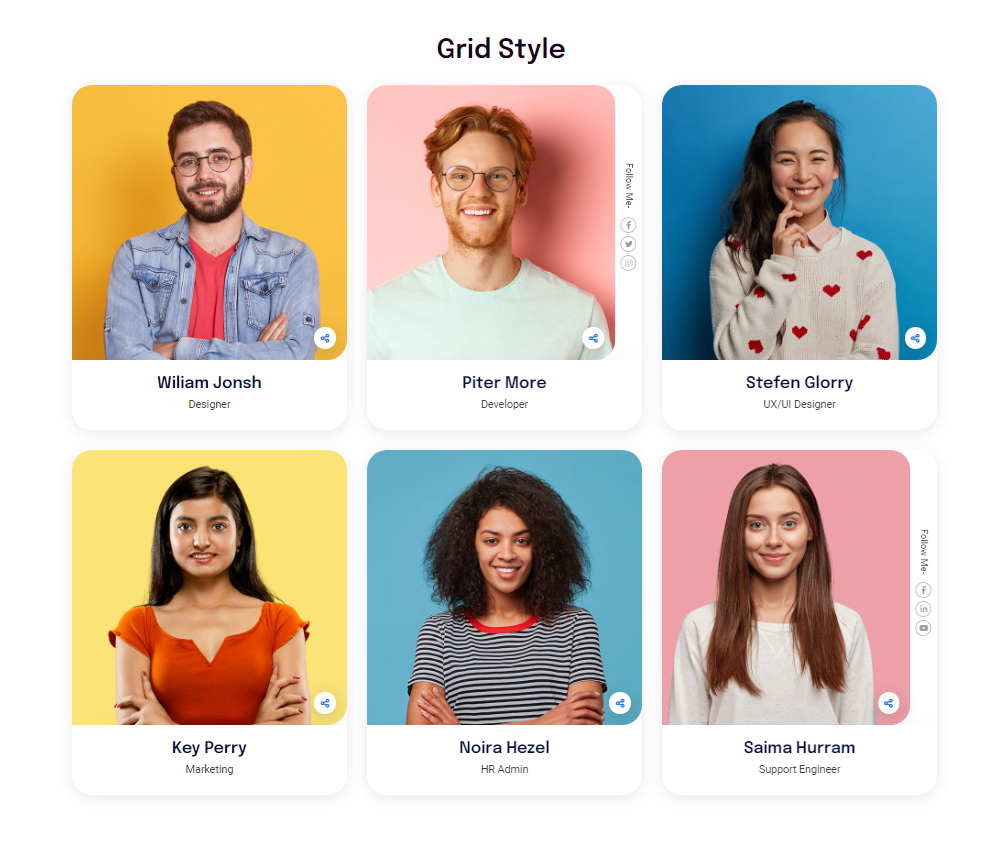 Grid Style
Follow Me-
Wiliam Jonsh
Designer
Piter More
Developer
Stefen Glorry
UX/UI Designer
Follow Me-
Key Perry
Marketing
Noira Hezel
HR Admin
Saima Hurram
Support Engineer